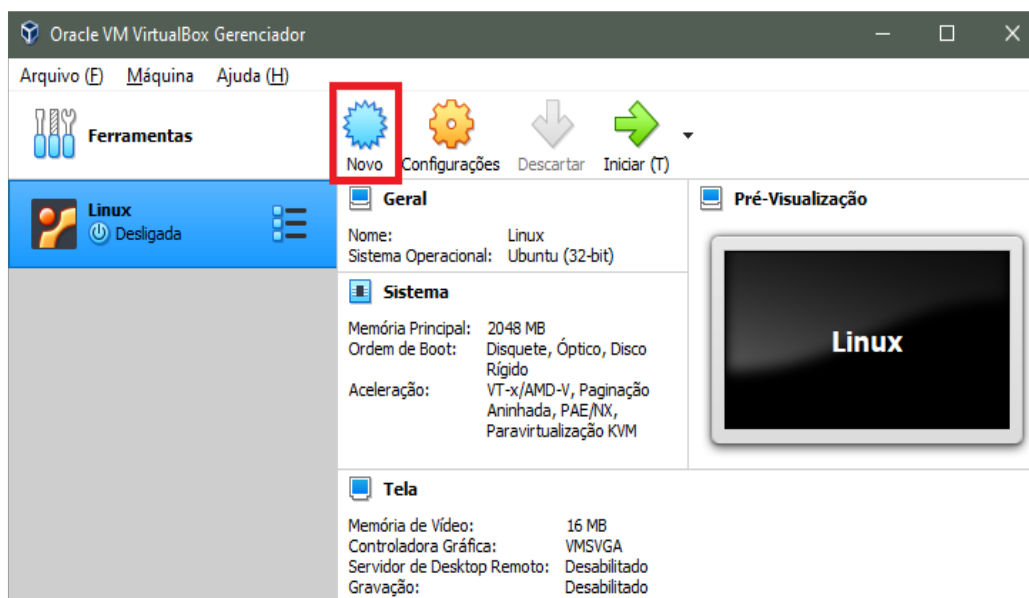 Oracle VM VirtualBox Gerenciador
Arquivo (F) Máquina Ajuda (H)
Ferramentas
Novo Configurações Descartar Iniciar (T)
Linux
Desligada
Geral
Nome: Linux
Sistema Operacional: Ubuntu (32-bit)
Sistema
Memória Principal: 2048 MB
Ordem de Boot: Disquete, Óptico, Disco
Rígido
Aceleração: VT-x/AMD-V, Paginação
Aninhada, PAE/NX,
Paravirtualização KVM
Pré-Visualização
Linux
Tela
Memória de Vídeo: 16 MB
Controladora Gráfica: VMSVGA
Servidor de Desktop Remoto: Desabilitado
Gravação: Desabilitado